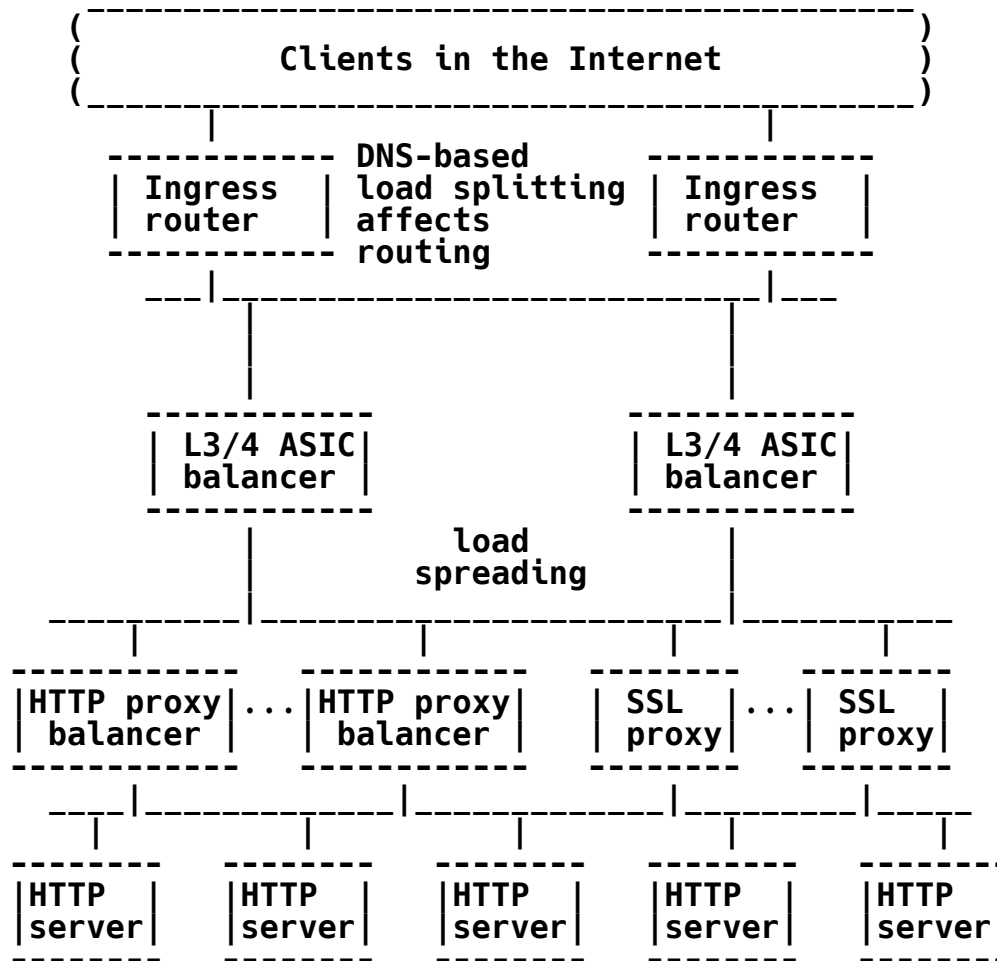 Clients in the Internet
DNS-based
Ingress load splitting Ingress
router affects router
routing
L3/4 ASIC L3/4 ASIC
balancer balancer
load
spreading
HTTP proxy ... HTTP proxy SSL ... SSL
balancer balancer proxy proxy
HTTP HTTP HTTP HTTP HTTP
server server server server server